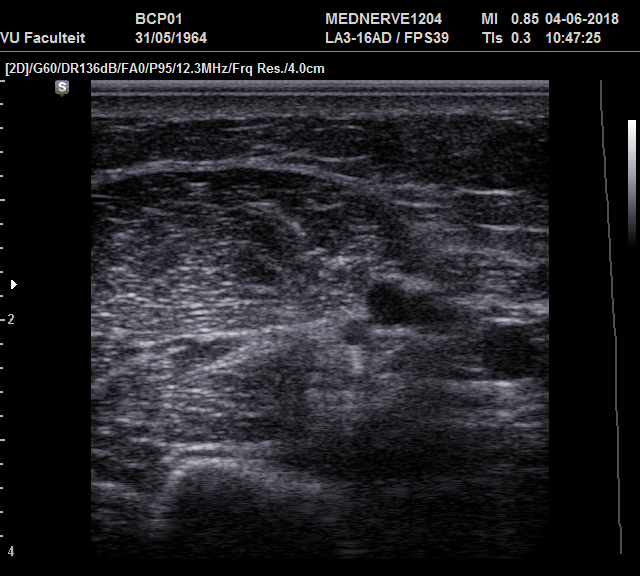 BCP01 MEDNERVE1204 MI 0.85 04-06-2018
VU Faculteit 31/05/1964 LA3-16AD / FPS39 TIs 0.3 10:47:25
[2D]/G60/DR136dB/FA0/P95/12.3MHz/Frq Res./4.0cm
S
2
4